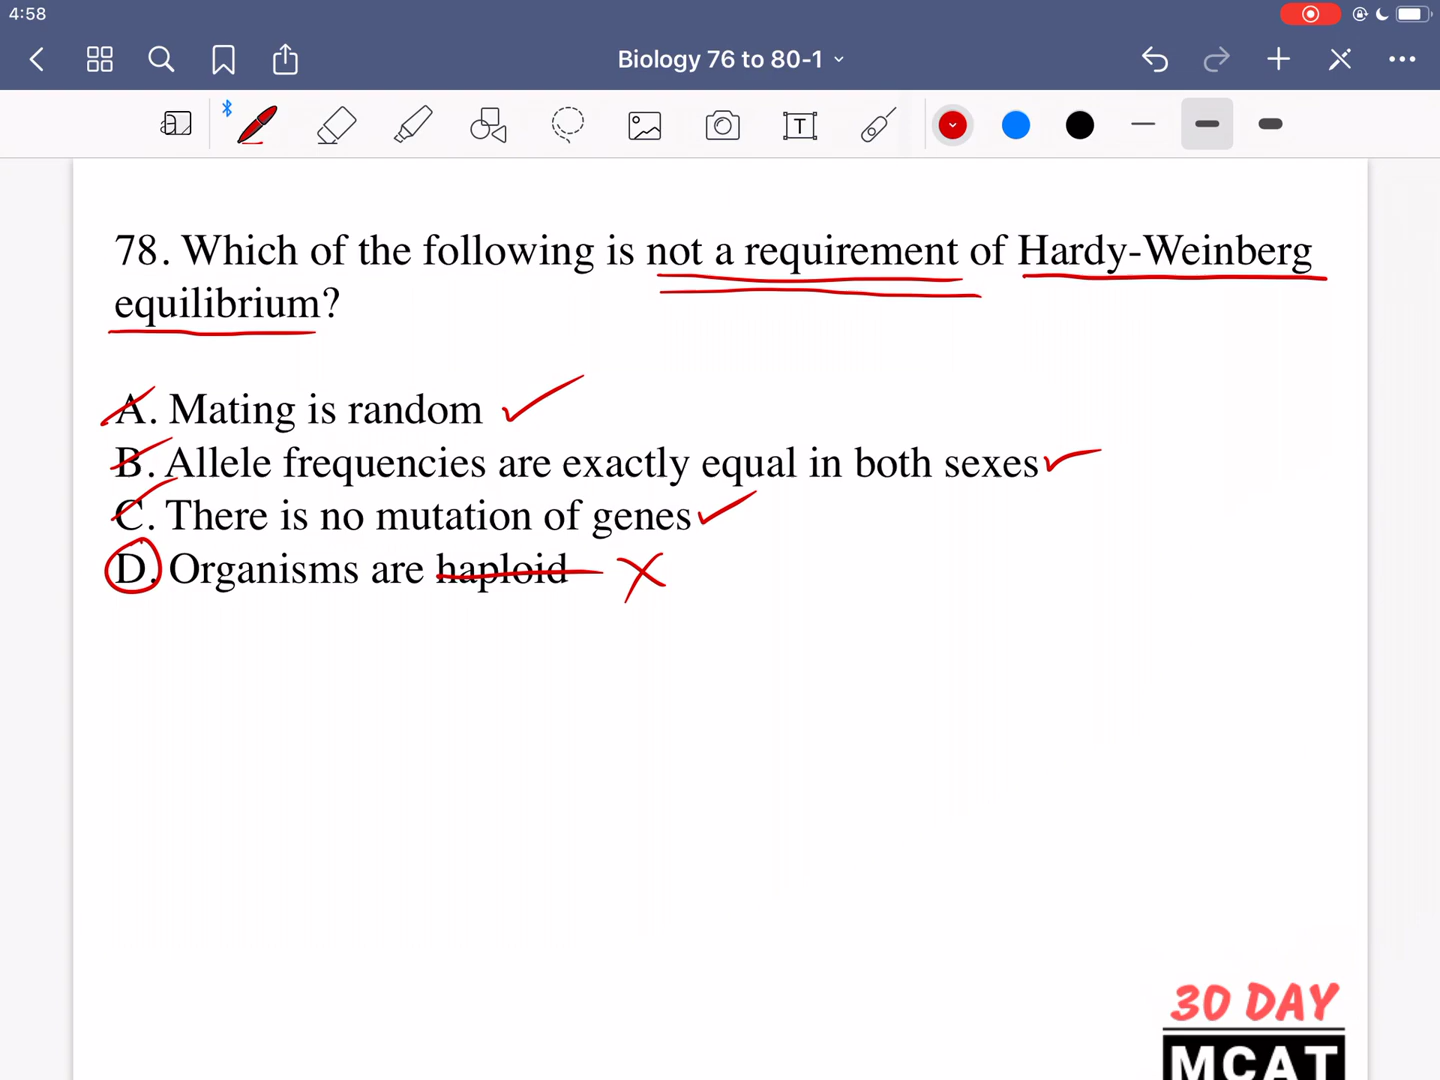 4:58
Biology 76 to 80-1
T
78. Which of the following is not a requirement of Hardy-Weinberg
equilibrium?
A. Mating is random
B. Allele frequencies are exactly equal in both sexes
C. There is no mutation of genes
D. Organisms are haploid
30 DAY
MCAT